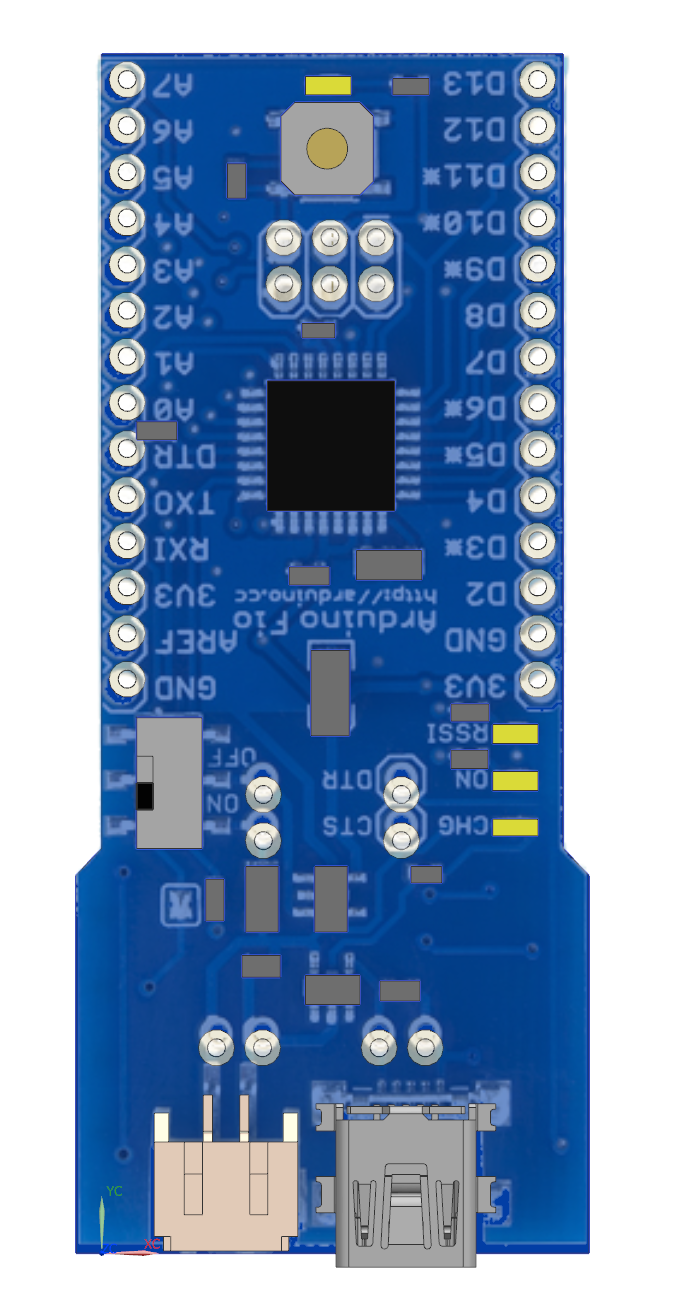 A7
A6
A5
A4
A3
A2
A1
A0
DTR
TXO
RXI
3V3
AREF
GND
D13
D12
D11*
D10*
D9*
D8
D7
D6*
D5*
D4
D3*
D2
GND
3V3
http://arduino.cc
Arduino Fio
OFF
ON
DTR
CTS
RSSI
ON
CHG
YC
XC